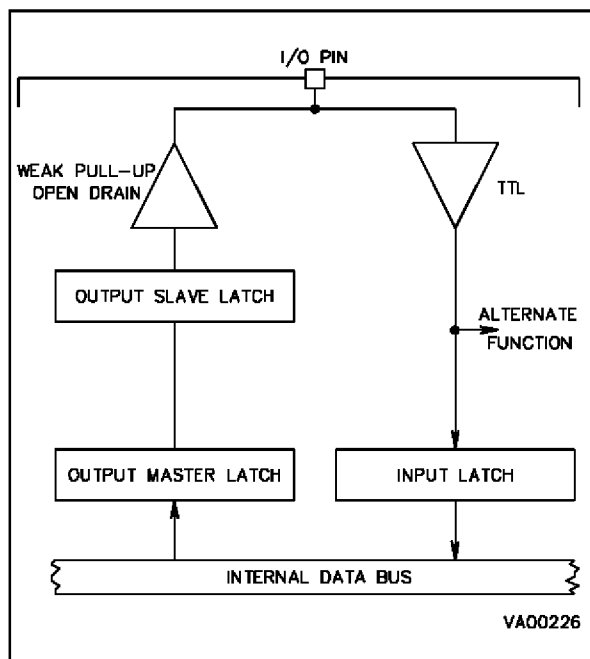 I/O PIN
WEAK PULL-UP
OPEN DRAIN
TTL
OUTPUT SLAVE LATCH
ALTERNATE
FUNCTION
OUTPUT MASTER LATCH
INPUT LATCH
INTERNAL DATA BUS
VA00226